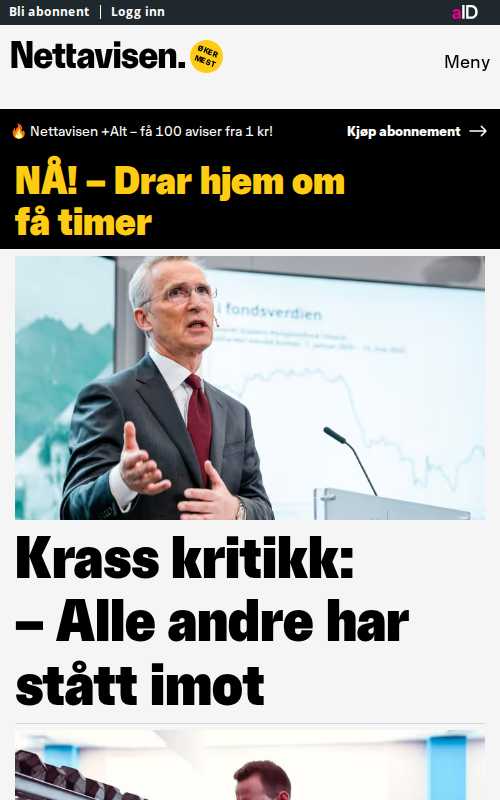 Bli abonnent
Logg inn
aID
Nettavisen.
ØKER
MEST
Meny
🔥 Nettavisen +Alt – få 100 aviser fra 1 kr!
Kjøp abonnement →
NÅ! – Drar hjem om
få timer
i fondsverdien
Krass kritikk:
– Alle andre har
stått imot